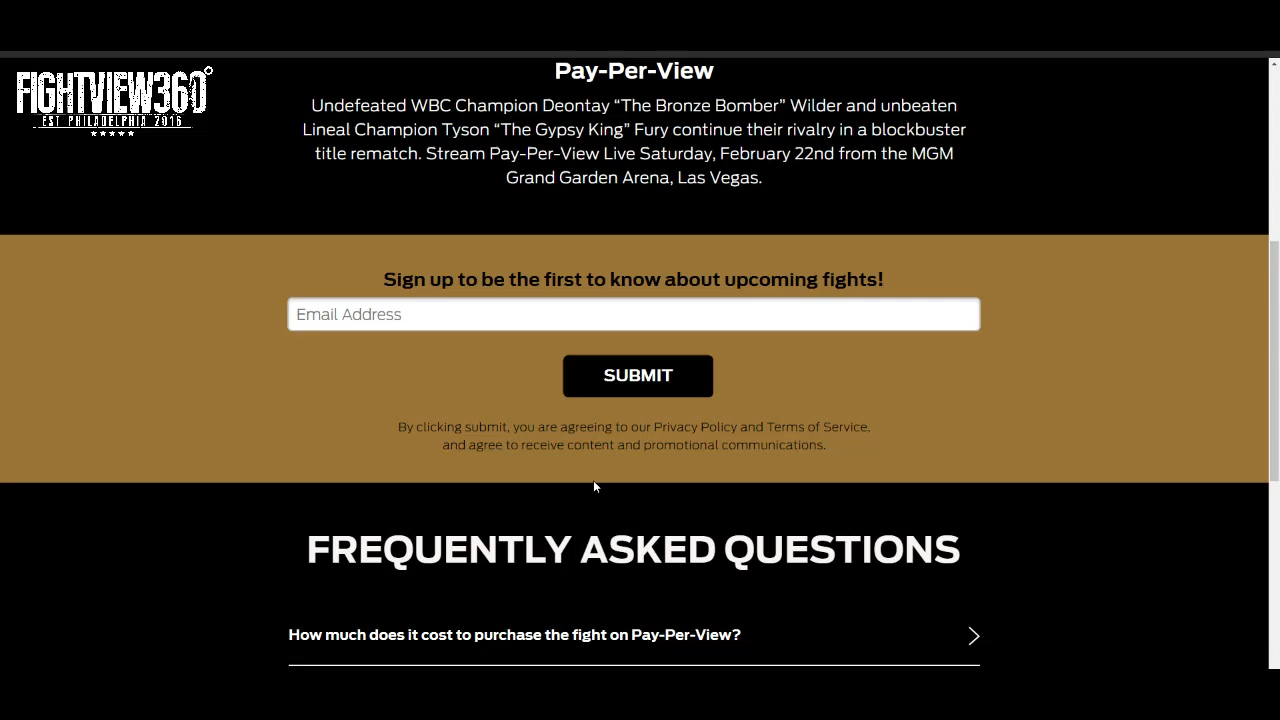 FIGHTVIEW360°
EST PHILADELPHIA 2016
Pay-Per-View
Undefeated WBC Champion Deontay “The Bronze Bomber” Wilder and unbeaten
Lineal Champion Tyson “The Gypsy King” Fury continue their rivalry in a blockbuster
title rematch. Stream Pay-Per-View Live Saturday, February 22nd from the MGM
Grand Garden Arena, Las Vegas.
Sign up to be the first to know about upcoming fights!
Email Address
SUBMIT
By clicking submit, you are agreeing to our Privacy Policy and Terms of Service,
and agree to receive content and promotional communications.
FREQUENTLY ASKED QUESTIONS
How much does it cost to purchase the fight on Pay-Per-View?